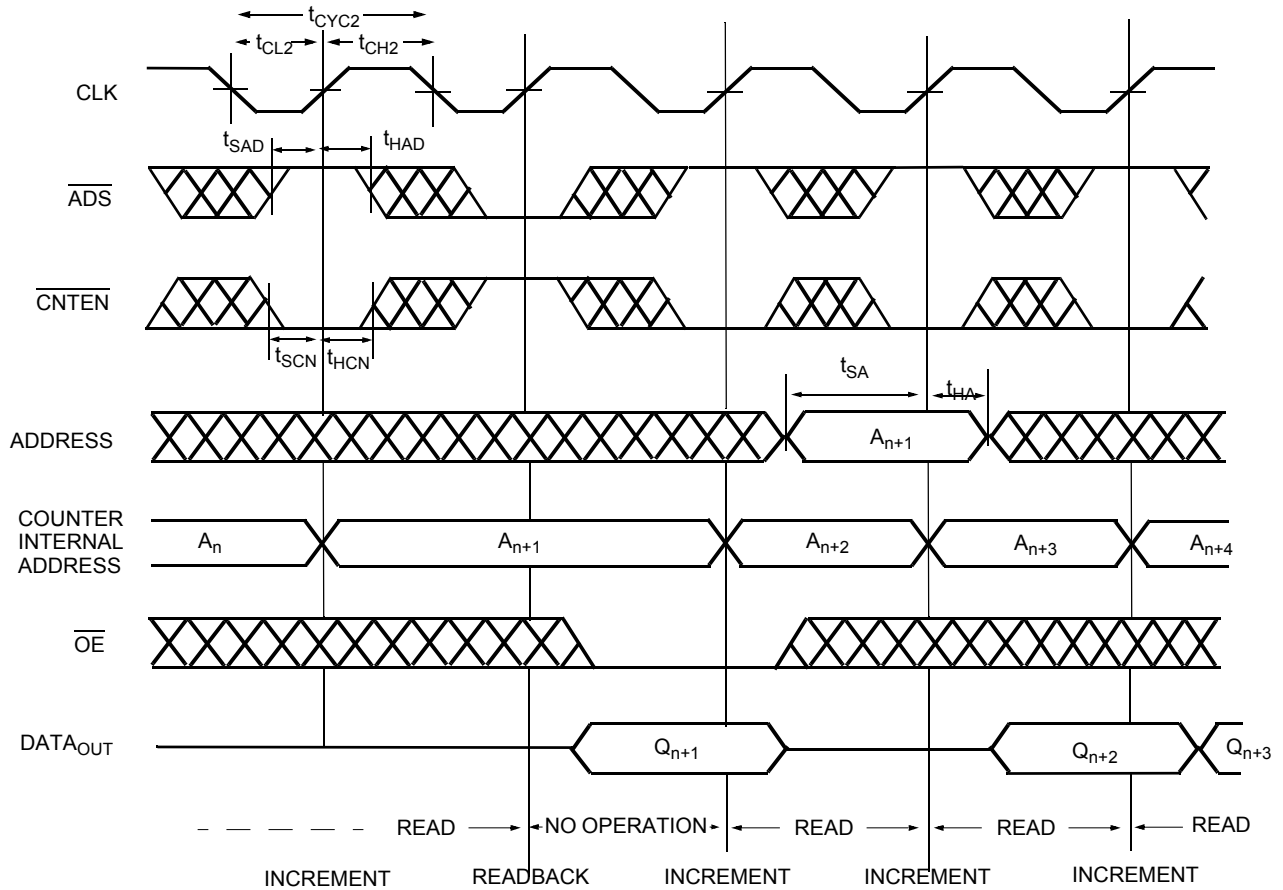 tCYC2
tCL2 tCH2
CLK
tSAD tHAD
ADS
CNTEN
tSCN tHCN
tSA
tHA
ADDRESS An+1
COUNTER
INTERNAL
ADDRESS
An An+1 An+2 An+3 An+4
OE
DATAOUT Qn+1 Qn+2 Qn+3
READ NO OPERATION READ READ READ
INCREMENT READBACK INCREMENT INCREMENT INCREMENT